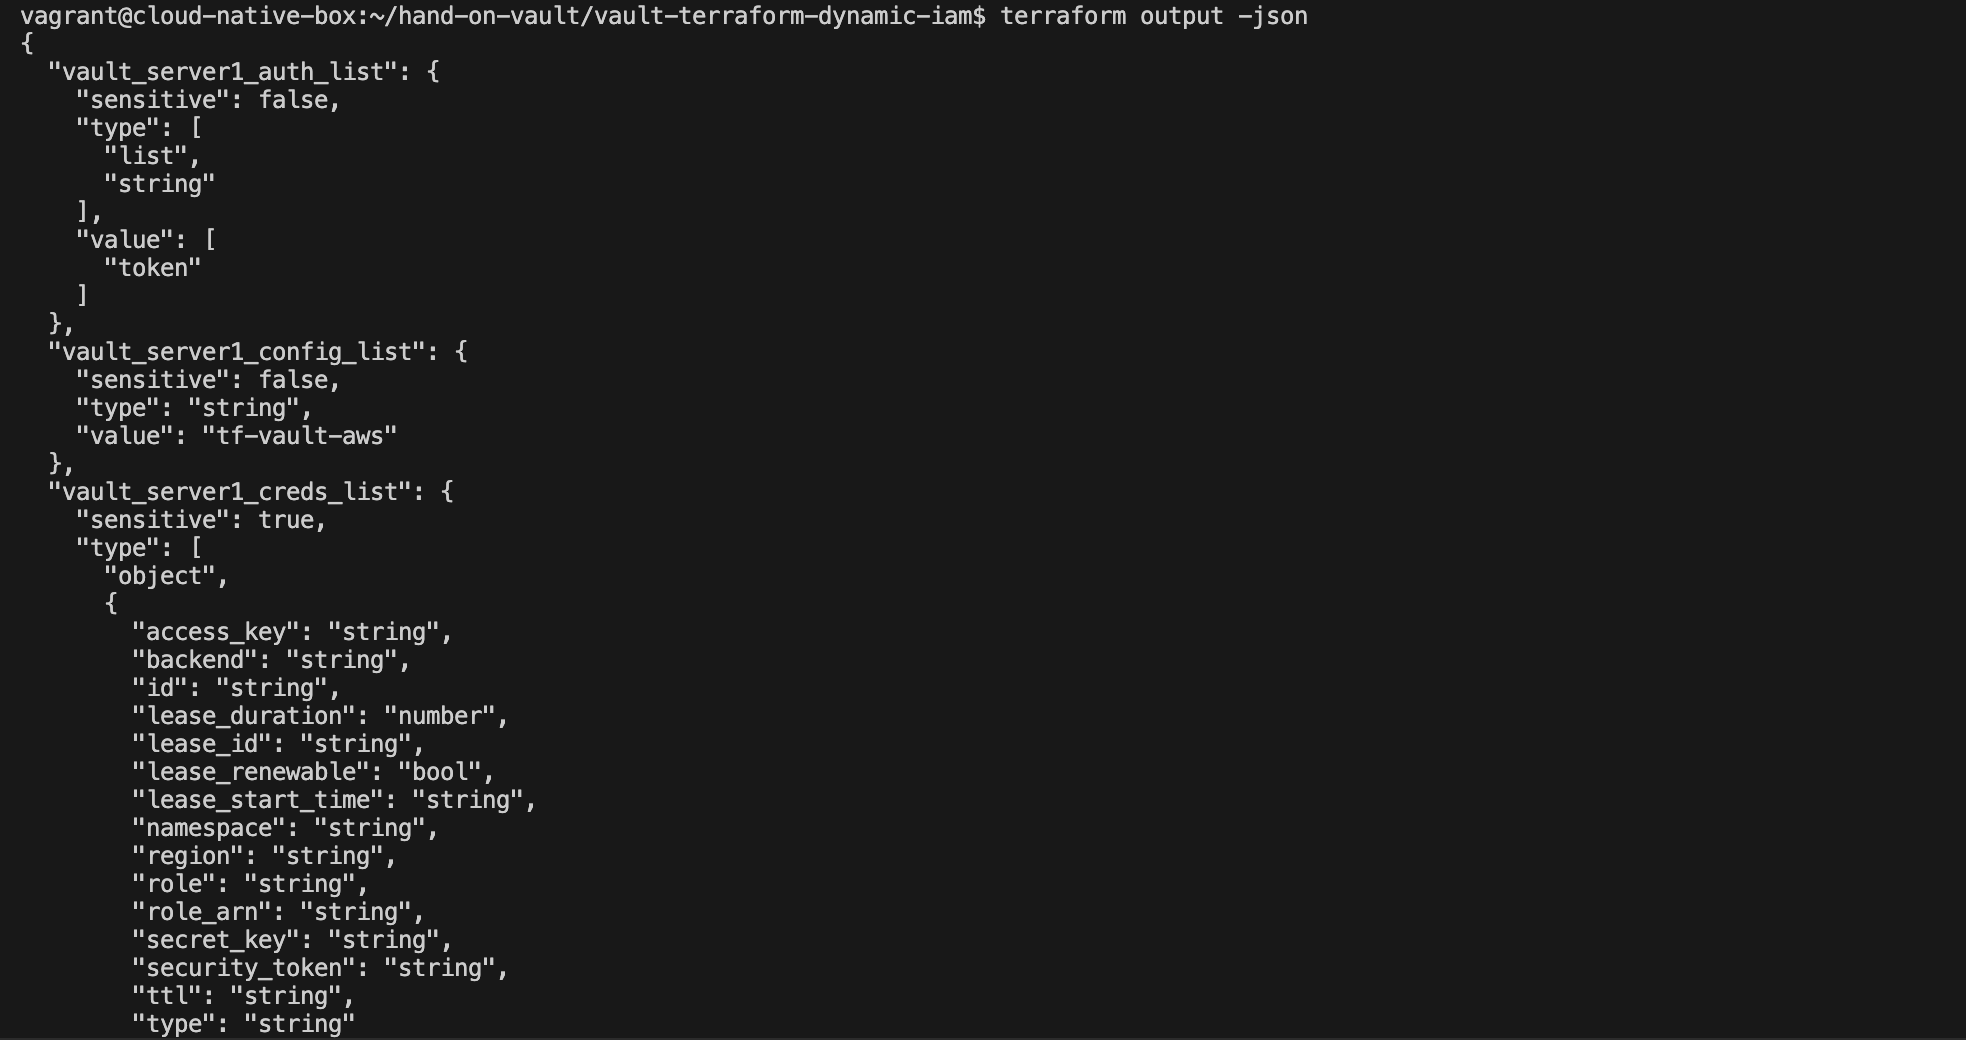 vagrant@cloud-native-box:~/hand-on-vault/vault-terraform-dynamic-iam$ terraform output -json
{
  "vault_server1_auth_list": {
    "sensitive": false,
    "type": [
      "list",
      "string"
    ],
    "value": [
      "token"
    ]
  },
  "vault_server1_config_list": {
    "sensitive": false,
    "type": "string",
    "value": "tf-vault-aws"
  },
  "vault_server1_creds_list": {
    "sensitive": true,
    "type": [
      "object",
      {
        "access_key": "string",
        "backend": "string",
        "id": "string",
        "lease_duration": "number",
        "lease_id": "string",
        "lease_renewable": "bool",
        "lease_start_time": "string",
        "namespace": "string",
        "region": "string",
        "role": "string",
        "role_arn": "string",
        "secret_key": "string",
        "security_token": "string",
        "ttl": "string",
        "type": "string"